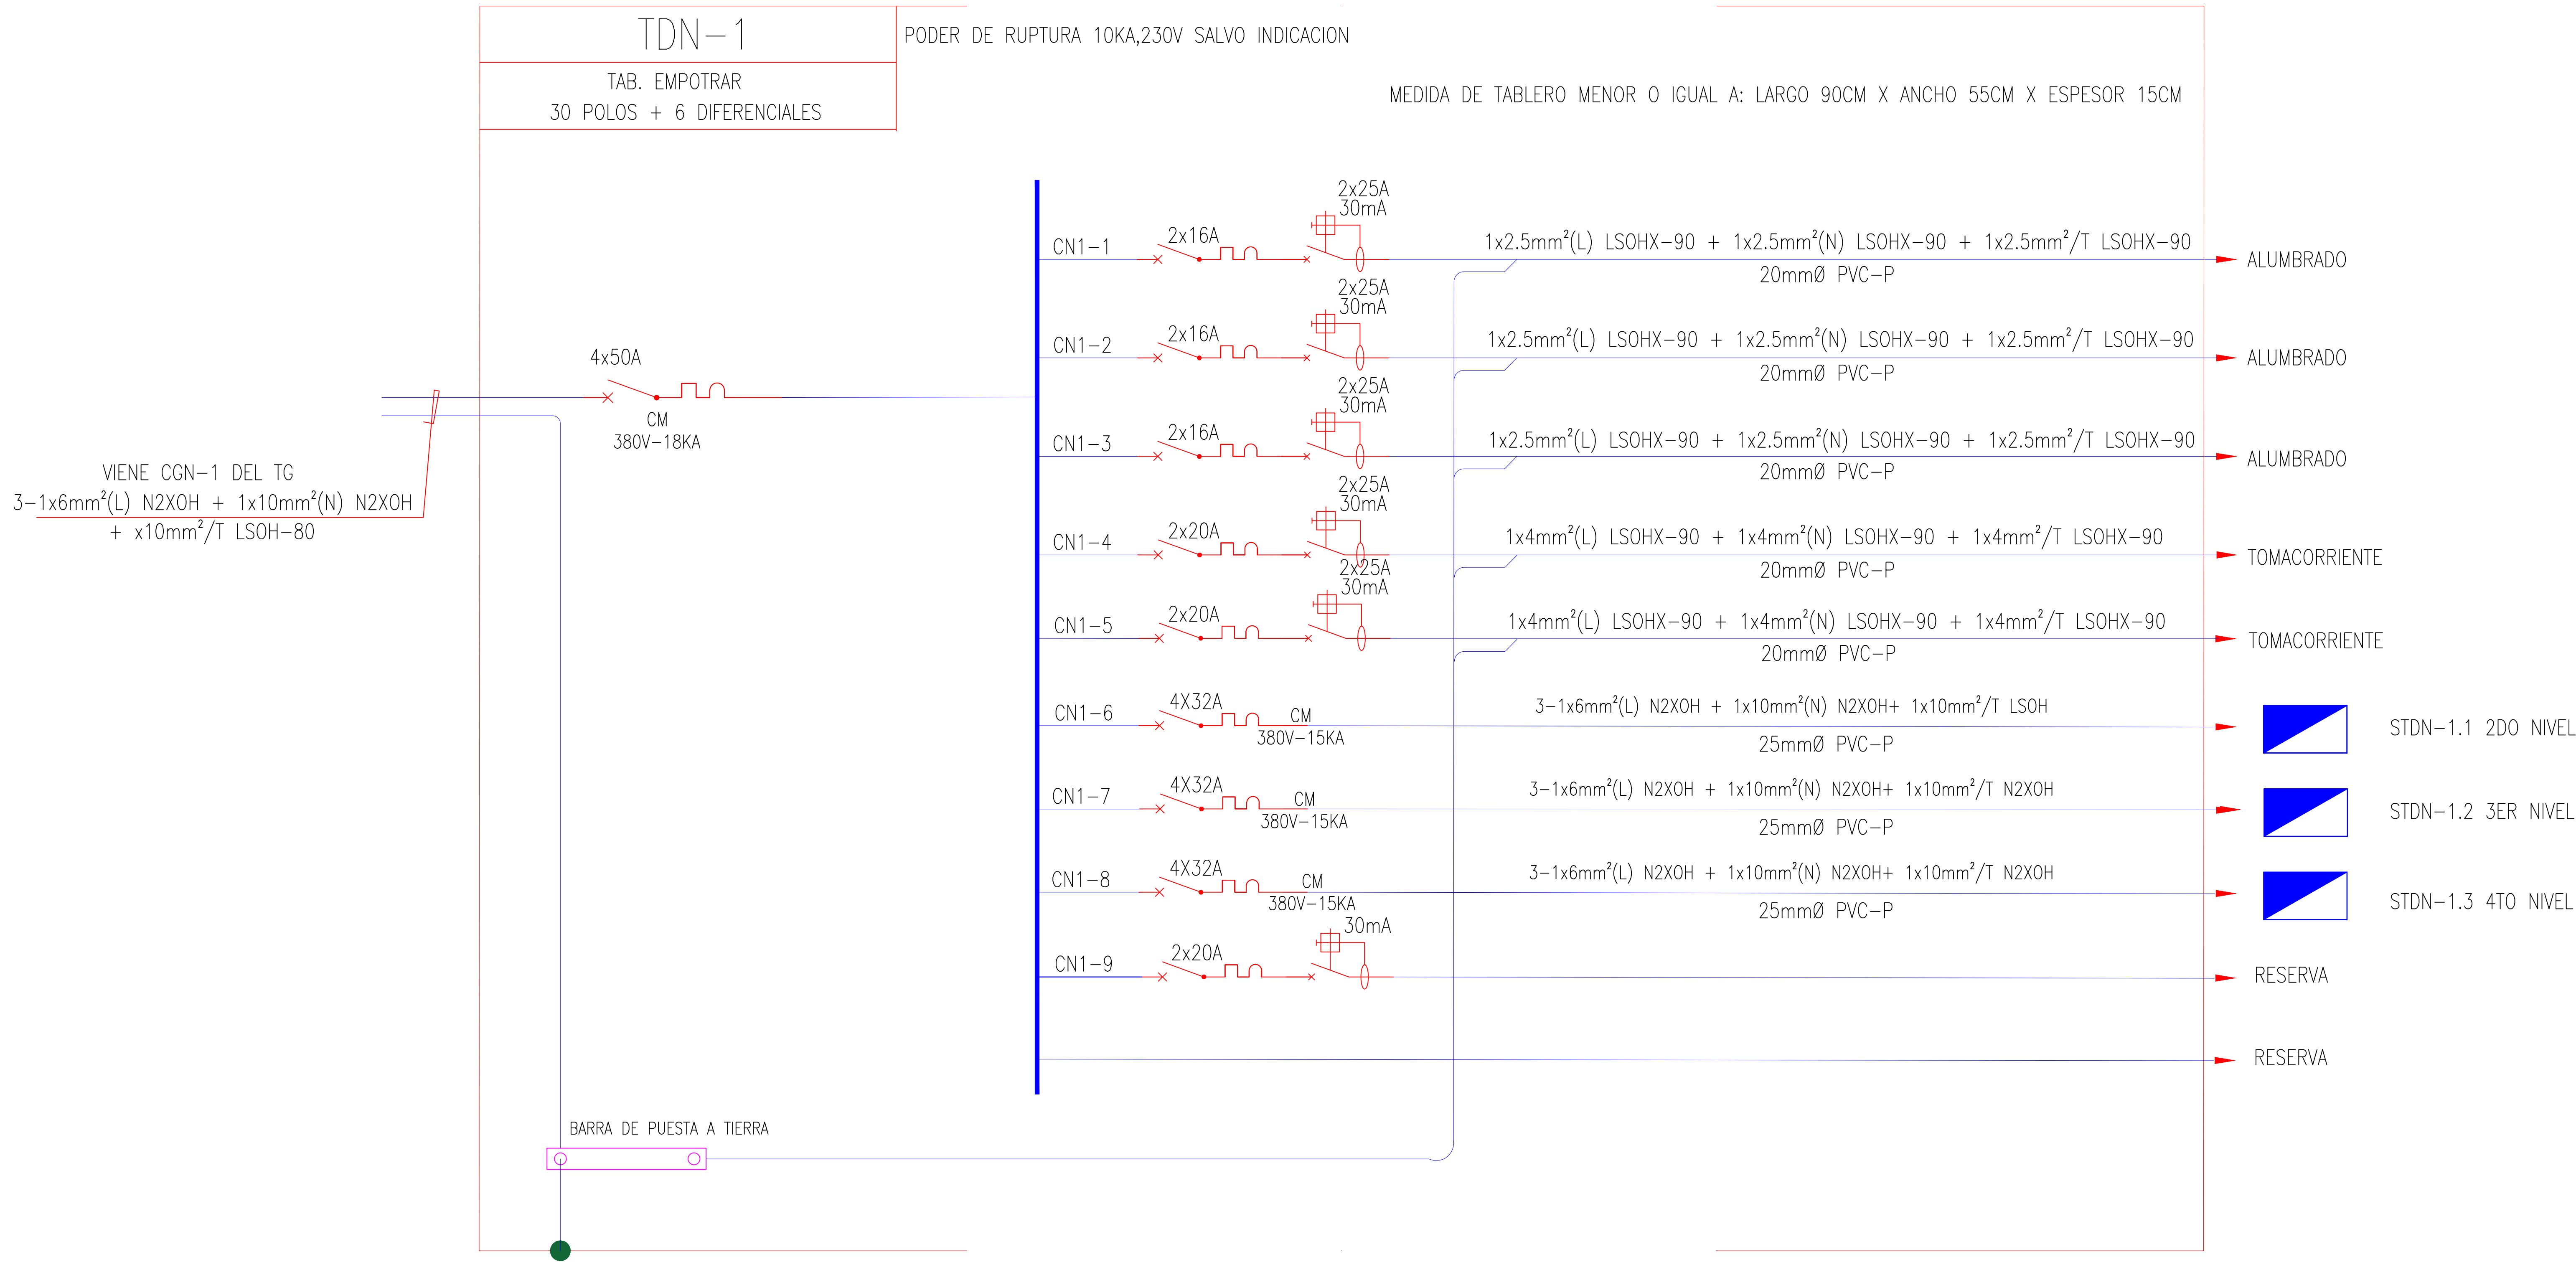 TDN-1
TAB. EMPOTRAR
30 POLOS + 6 DIFERENCIALES
PODER DE RUPTURA 10KA,230V SALVO INDICACION
MEDIDA DE TABLERO MENOR O IGUAL A: LARGO 90CM X ANCHO 55CM X ESPESOR 15CM
VIENE CGN-1 DEL TG
3-1x6mm²(L) N2XOH + 1x10mm²(N) N2XOH
+ x10mm²/T LSOH-80
4x50A
CM
380V-18KA
CN1-1
2x16A
2x25A
30mA
1x2.5mm²(L) LSOHX-90 + 1x2.5mm²(N) LSOHX-90 + 1x2.5mm²/T LSOHX-90
20mmØ PVC-P
ALUMBRADO
CN1-2
2x16A
2x25A
30mA
1x2.5mm²(L) LSOHX-90 + 1x2.5mm²(N) LSOHX-90 + 1x2.5mm²/T LSOHX-90
20mmØ PVC-P
ALUMBRADO
CN1-3
2x16A
2x25A
30mA
1x2.5mm²(L) LSOHX-90 + 1x2.5mm²(N) LSOHX-90 + 1x2.5mm²/T LSOHX-90
20mmØ PVC-P
ALUMBRADO
CN1-4
2x20A
2x25A
30mA
1x4mm²(L) LSOHX-90 + 1x4mm²(N) LSOHX-90 + 1x4mm²/T LSOHX-90
20mmØ PVC-P
TOMACORRIENTE
CN1-5
2x20A
2x25A
30mA
1x4mm²(L) LSOHX-90 + 1x4mm²(N) LSOHX-90 + 1x4mm²/T LSOHX-90
20mmØ PVC-P
TOMACORRIENTE
CN1-6
4X32A
CM
380V-15KA
3-1x6mm²(L) N2XOH + 1x10mm²(N) N2XOH+ 1x10mm²/T LSOH
25mmØ PVC-P
STDN-1.1 2DO NIVEL
CN1-7
4X32A
CM
380V-15KA
3-1x6mm²(L) N2XOH + 1x10mm²(N) N2XOH+ 1x10mm²/T N2XOH
25mmØ PVC-P
STDN-1.2 3ER NIVEL
CN1-8
4X32A
CM
380V-15KA
3-1x6mm²(L) N2XOH + 1x10mm²(N) N2XOH+ 1x10mm²/T N2XOH
25mmØ PVC-P
STDN-1.3 4TO NIVEL
CN1-9
2x20A
30mA
RESERVA
RESERVA
BARRA DE PUESTA A TIERRA